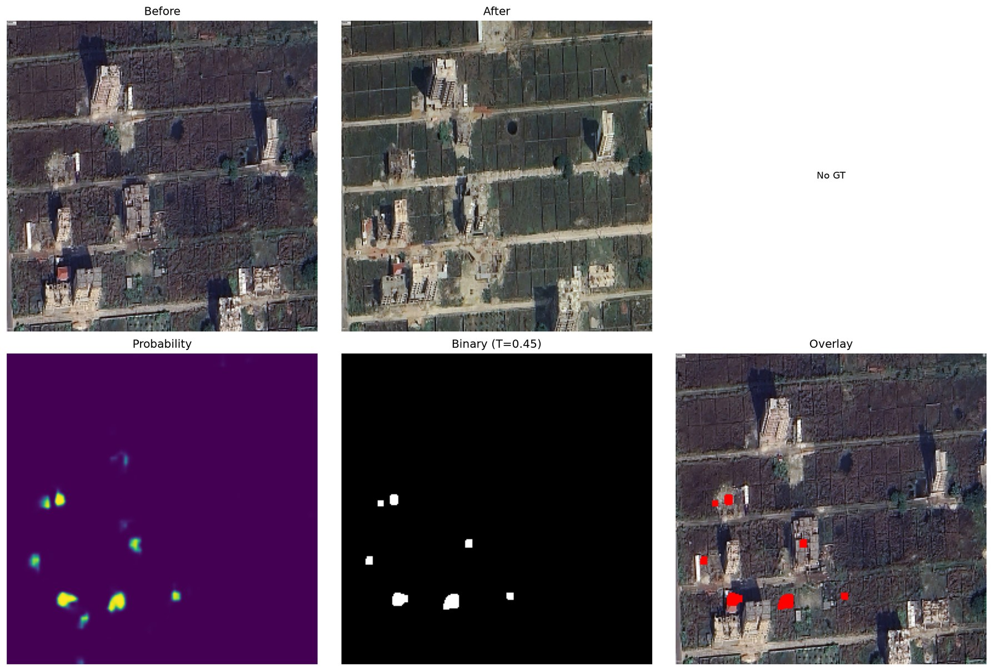 Before
After
No GT
Probability
Binary (T=0.45)
Overlay